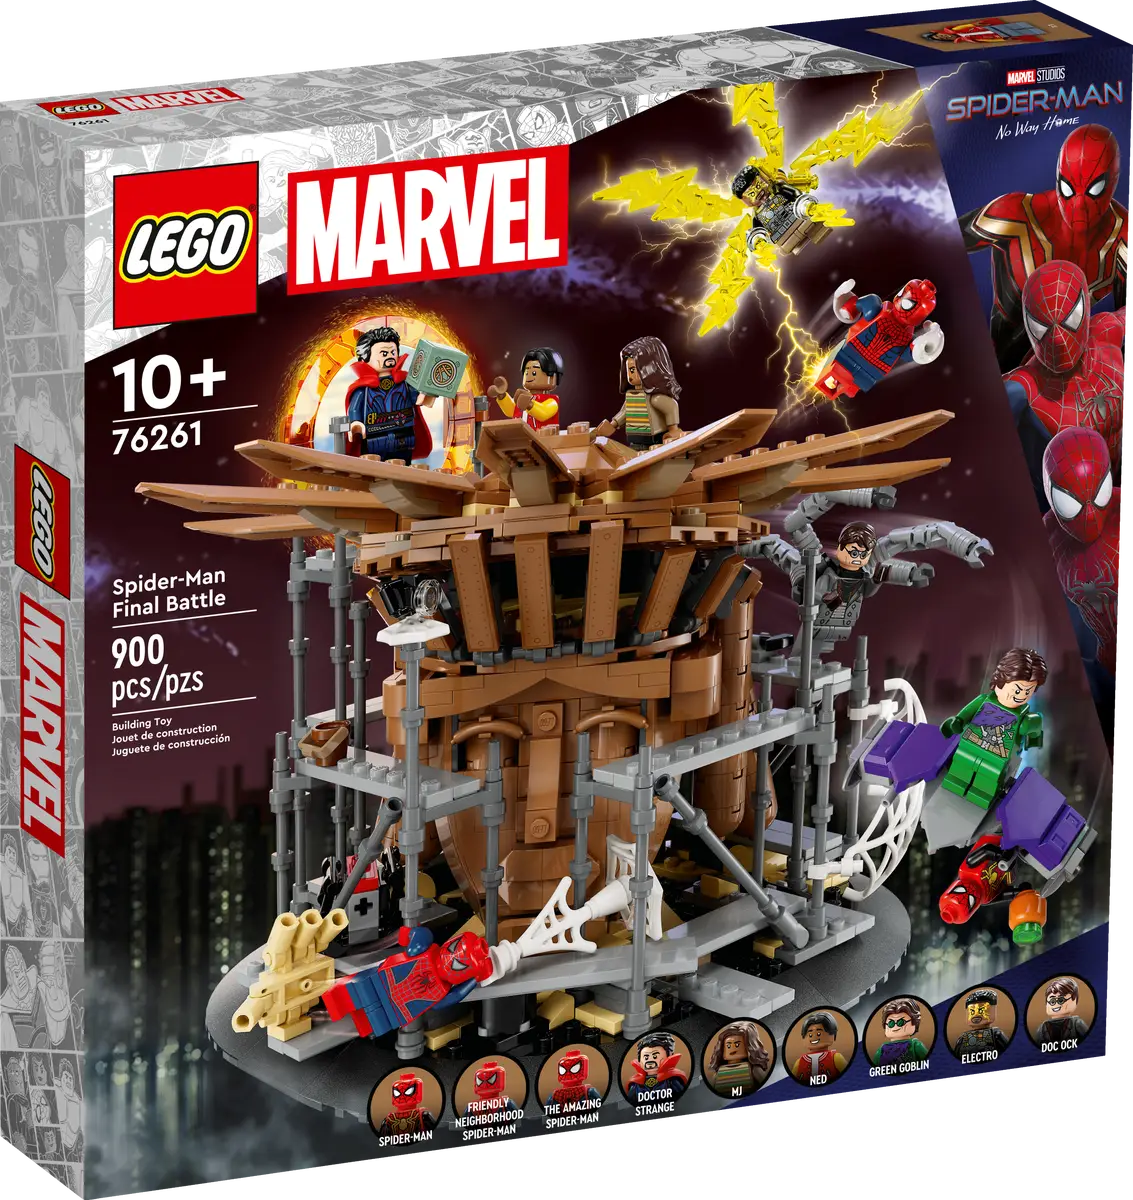 LEGO MARVEL
76261
MARVEL STUDIOS
SPIDER-MAN
No Way Home
LEGO
MARVEL
10+
76261
Spider-Man
Final Battle
900
pcs/pzs
Building Toy
Jouet de construction
Juguete de construcción
LEGO
MARVEL
SPIDER-MAN
FRIENDLY
NEIGHBORHOOD
SPIDER-MAN
THE AMAZING
SPIDER-MAN
DOCTOR
STRANGE
MJ
NED
GREEN GOBLIN
ELECTRO
DOC OCK